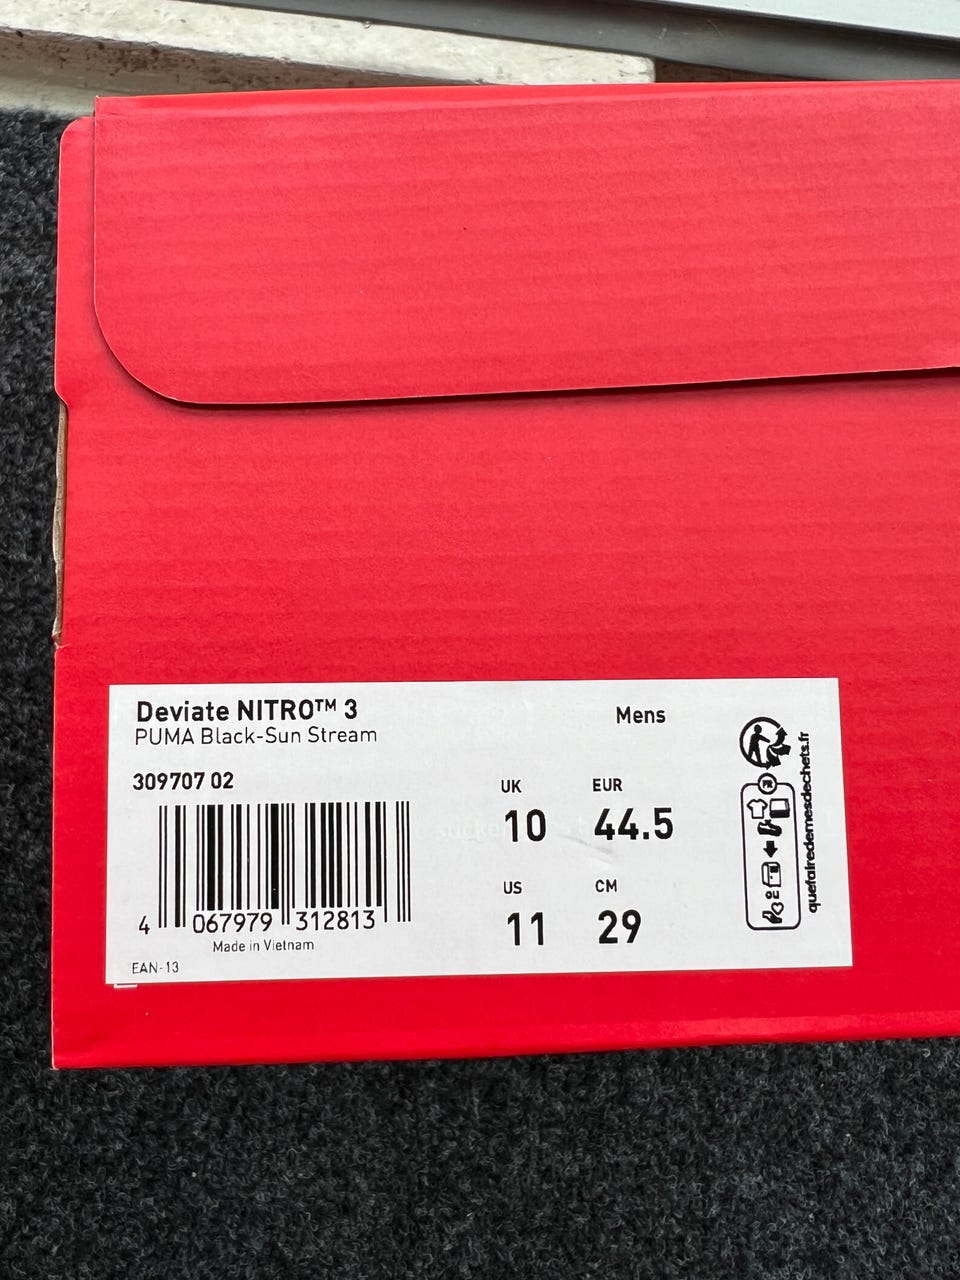 Deviate NITRO™ 3
PUMA Black-Sun Stream
Mens
309707 02
UK EUR
10 44.5
US CM
11 29
4 067979 312813
Made in Vietnam
EAN-13
quefairedemesdechets.fr
FR